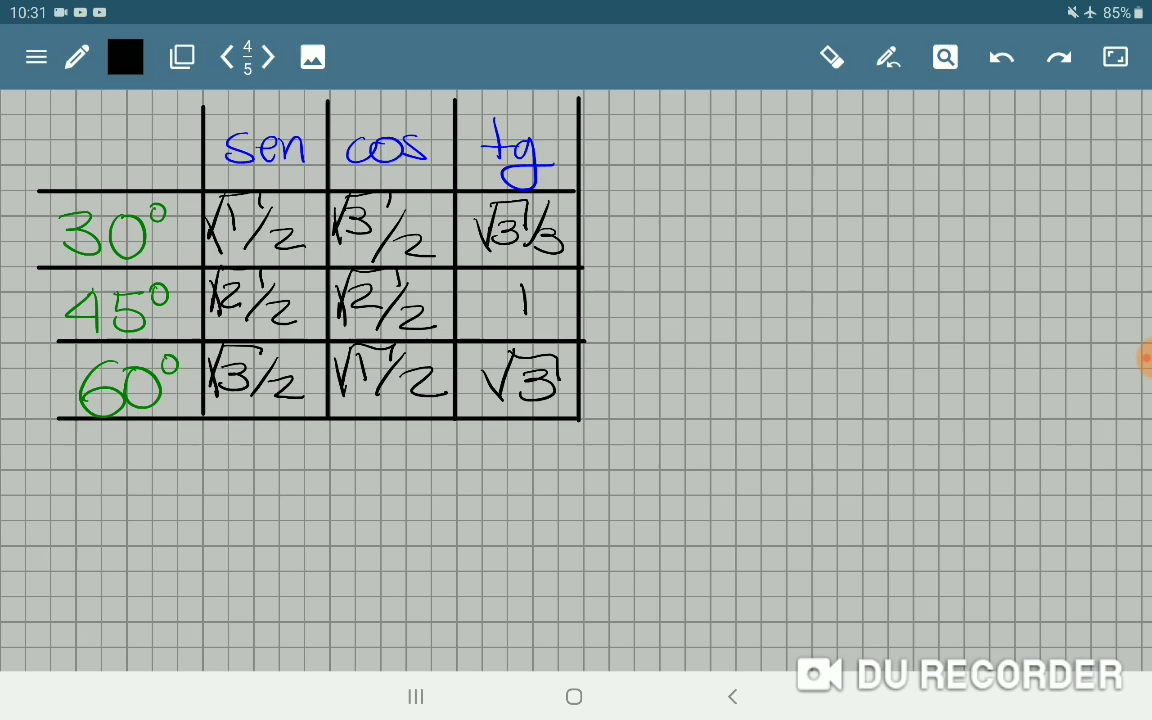 10:31 85%
4
5
sen cos tg
30° √1/2 √3/2 √3/3
45° √2/2 √2/2 1
60° √3/2 √1/2 √3
DU RECORDER